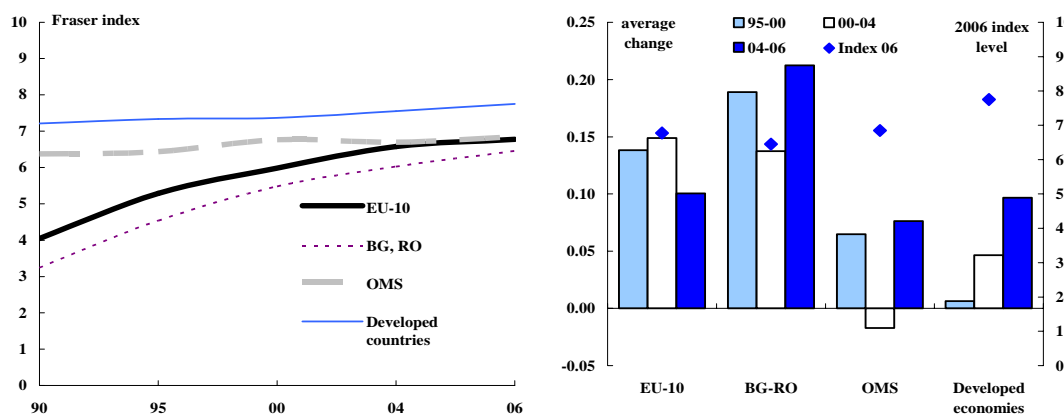 Fraser index
10
9
8
7
6
5
4
3
2
1
0
90 95 00 04 06
EU-10
BG, RO
OMS
Developed
countries
average
change
95-00 00-04
04-06 Index 06
2006 index
level
0.25
0.20
0.15
0.10
0.05
0.00
-0.05
10
9
8
7
6
5
4
3
2
1
0
EU-10 BG-RO OMS Developed
economies